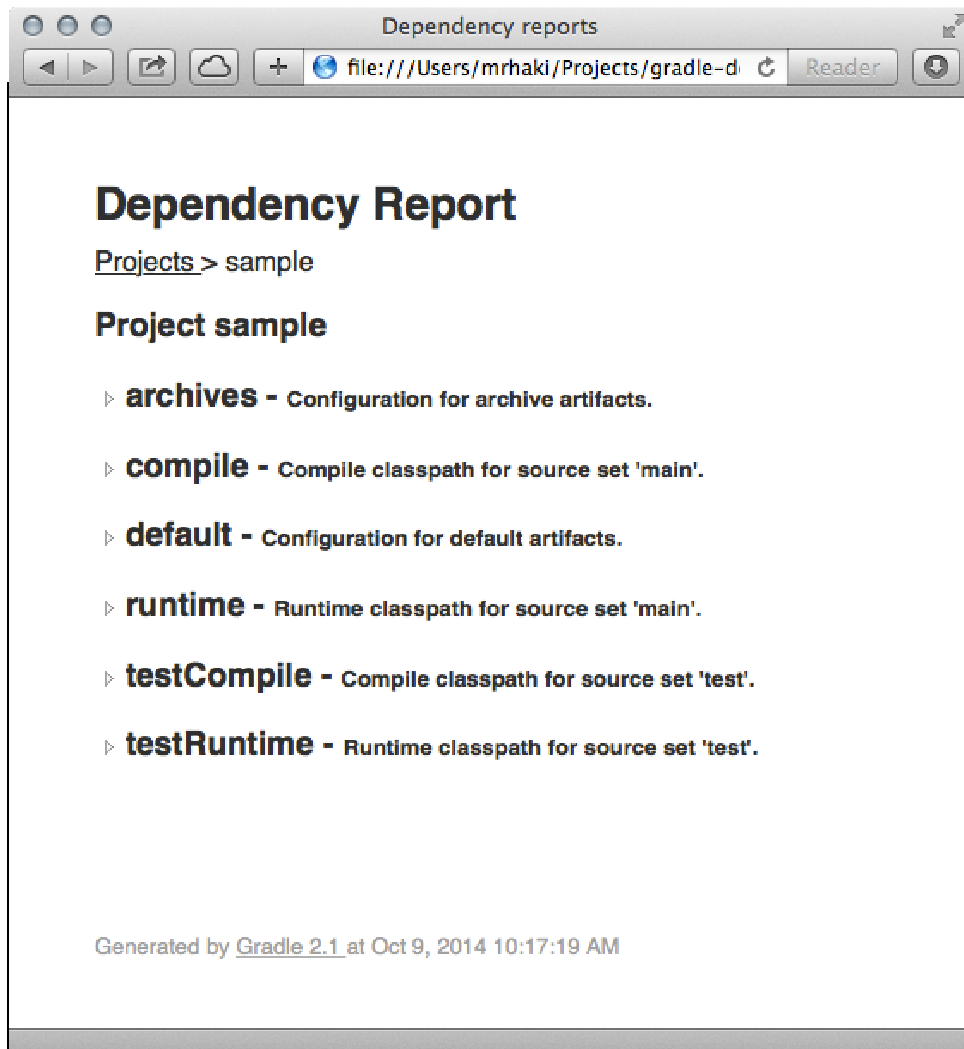 Dependency reports
file:///Users/mrhaki/Projects/gradle-d
Reader
Dependency Report
Projects > sample
Project sample
archives - Configuration for archive artifacts.
compile - Compile classpath for source set 'main'.
default - Configuration for default artifacts.
runtime - Runtime classpath for source set 'main'.
testCompile - Compile classpath for source set 'test'.
testRuntime - Runtime classpath for source set 'test'.
Generated by Gradle 2.1 at Oct 9, 2014 10:17:19 AM